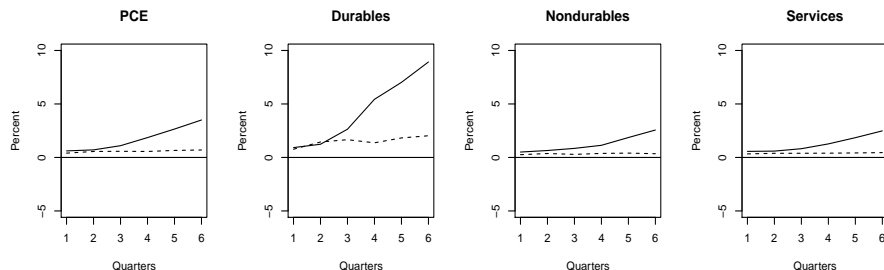 PCE
Percent
10
5
0
−5
1 2 3 4 5 6
Quarters
Durables
Percent
10
5
0
−5
1 2 3 4 5 6
Quarters
Nondurables
Percent
10
5
0
−5
1 2 3 4 5 6
Quarters
Services
Percent
10
5
0
−5
1 2 3 4 5 6
Quarters